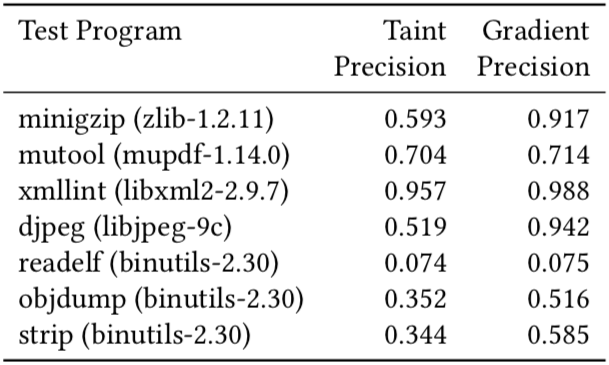 Test Program Taint Gradient
Precision Precision
minigzip (zlib-1.2.11) 0.593 0.917
mutool (mupdf-1.14.0) 0.704 0.714
xmllint (libxml2-2.9.7) 0.957 0.988
djpeg (libjpeg-9c) 0.519 0.942
readelf (binutils-2.30) 0.074 0.075
objdump (binutils-2.30) 0.352 0.516
strip (binutils-2.30) 0.344 0.585